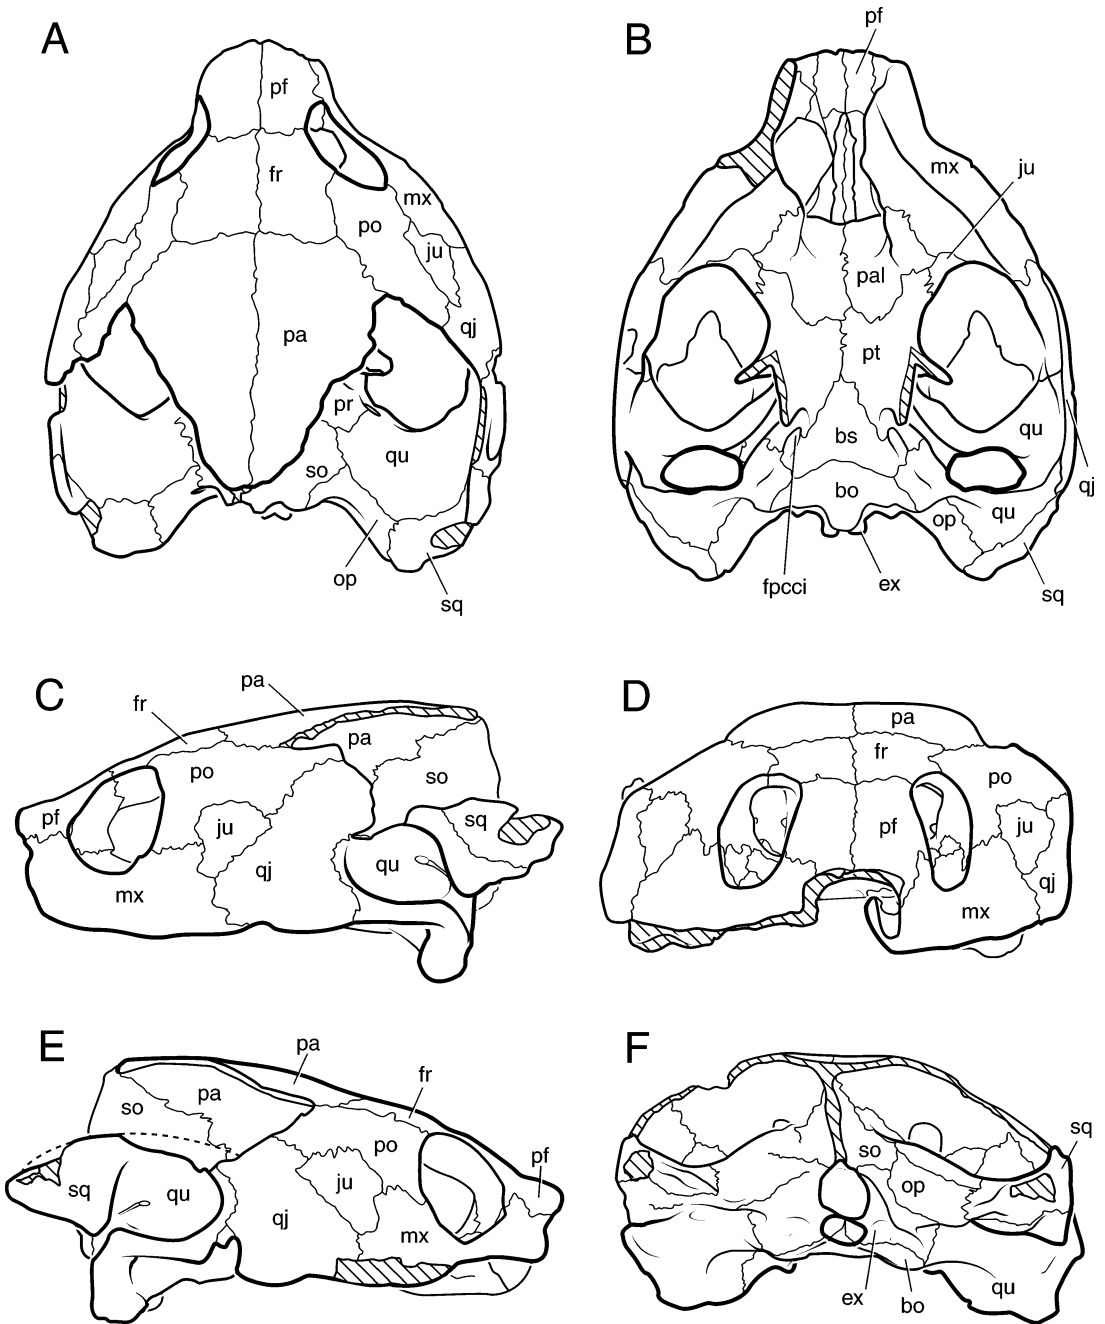 A
pf
fr
mx
po
ju
qj
pa
pr
qu
so
op
sq
B
pf
mx
ju
pal
pt
qu
bs
bo
qj
qu
op
fpcci
ex
sq
C
pa
fr
pa
po
so
pf
ju
sq
qj
qu
mx
D
pa
fr
po
pf
ju
qj
mx
E
pa
fr
pa
so
po
pf
ju
sq
qu
qj
mx
F
sq
so
op
ex
bo
qu